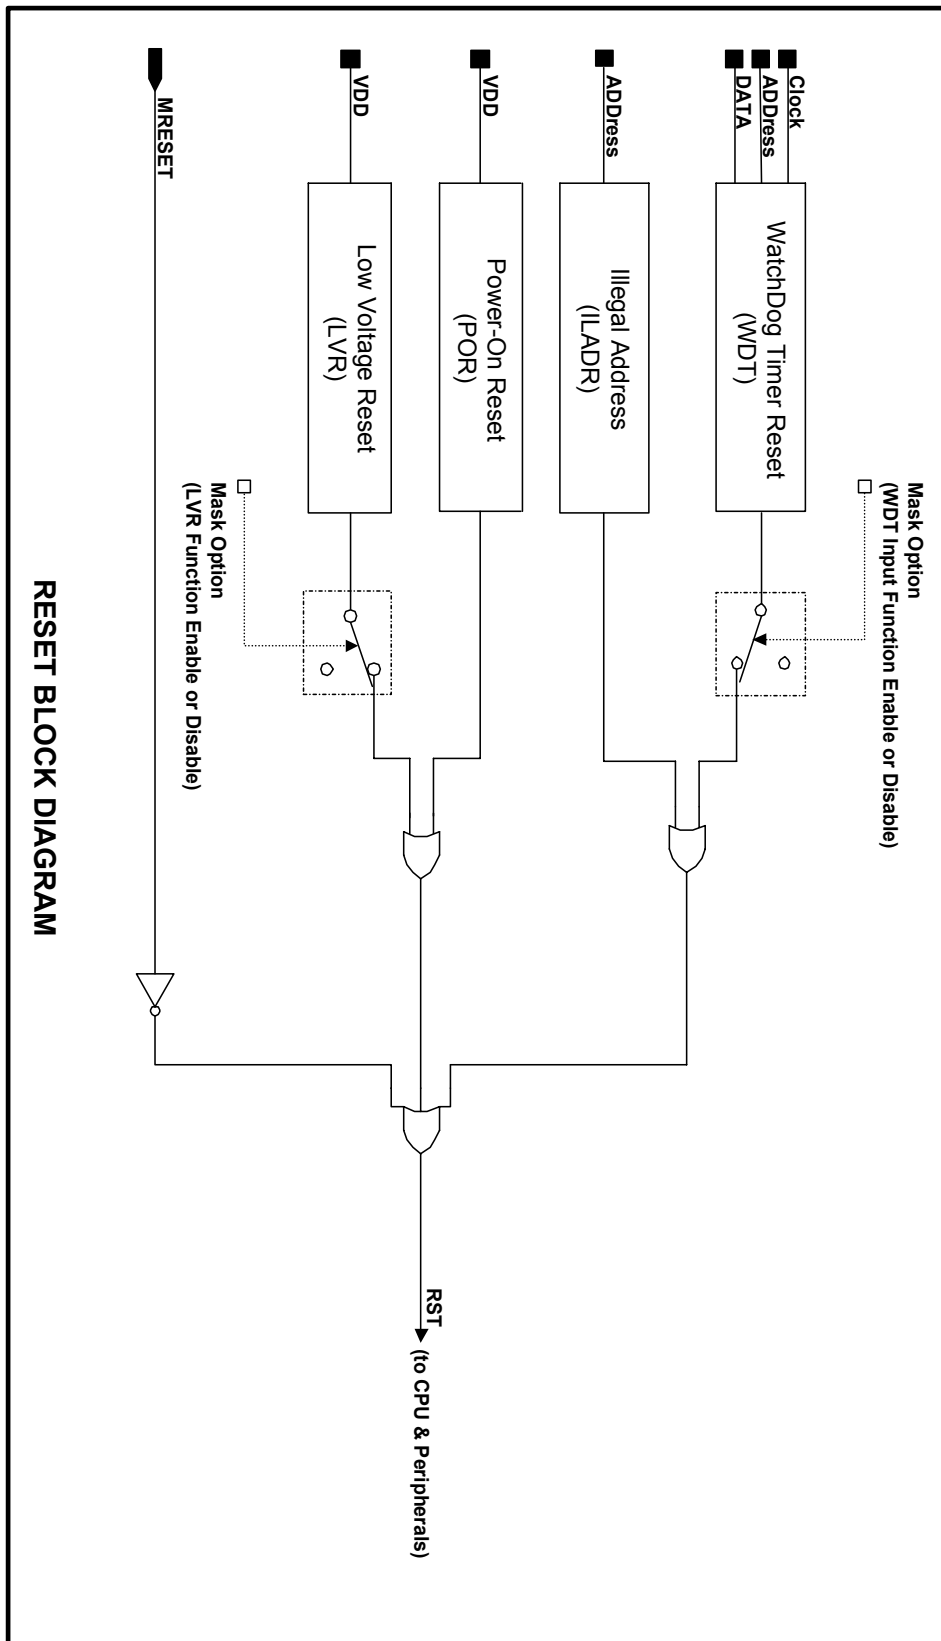 Mask Option
(WDT Input Function Enable or Disable)
Clock
ADDress
DATA
WatchDog Timer Reset
(WDT)
ADDress
Illegal Address
(ILADR)
VDD
Power-On Reset
(POR)
RST
(to CPU & Peripherals)
VDD
Low Voltage Reset
(LVR)
Mask Option
(LVR Function Enable or Disable)
MRESET
RESET BLOCK DIAGRAM